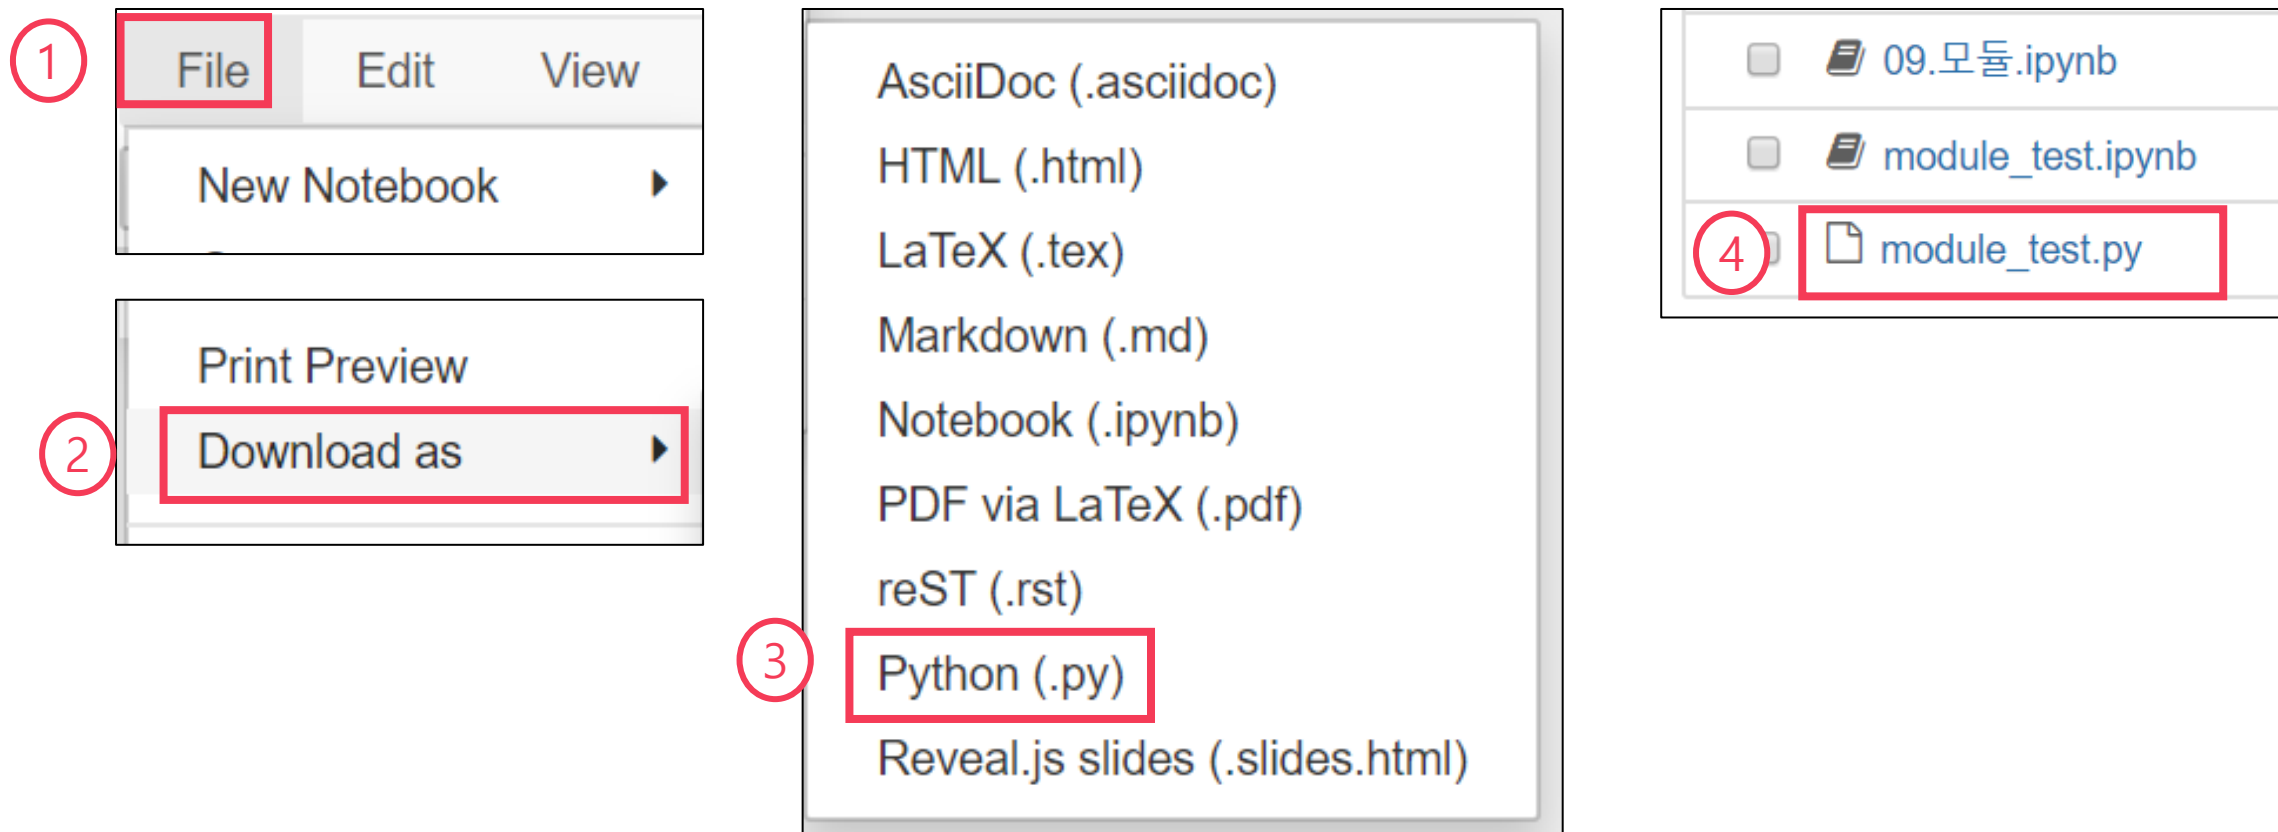 1
File Edit View
New Notebook
Print Preview
2
Download as
AsciiDoc (.asciidoc)
HTML (.html)
LaTeX (.tex)
Markdown (.md)
Notebook (.ipynb)
PDF via LaTeX (.pdf)
reST (.rst)
3
Python (.py)
Reveal.js slides (.slides.html)
09.모듈.ipynb
module_test.ipynb
4
module_test.py